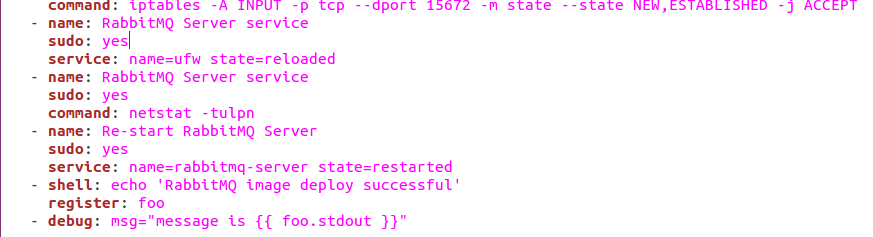 command: iptables -A INPUT -p tcp --dport 15672 -m state --state NEW,ESTABLISHED -j ACCEPT
- name: RabbitMQ Server service
sudo: yes
service: name=ufw state=reloaded
- name: RabbitMQ Server service
sudo: yes
command: netstat -tulpn
- name: Re-start RabbitMQ Server
sudo: yes
service: name=rabbitmq-server state=restarted
- shell: echo 'RabbitMQ image deploy successful'
register: foo
- debug: msg="message is {{ foo.stdout }}"